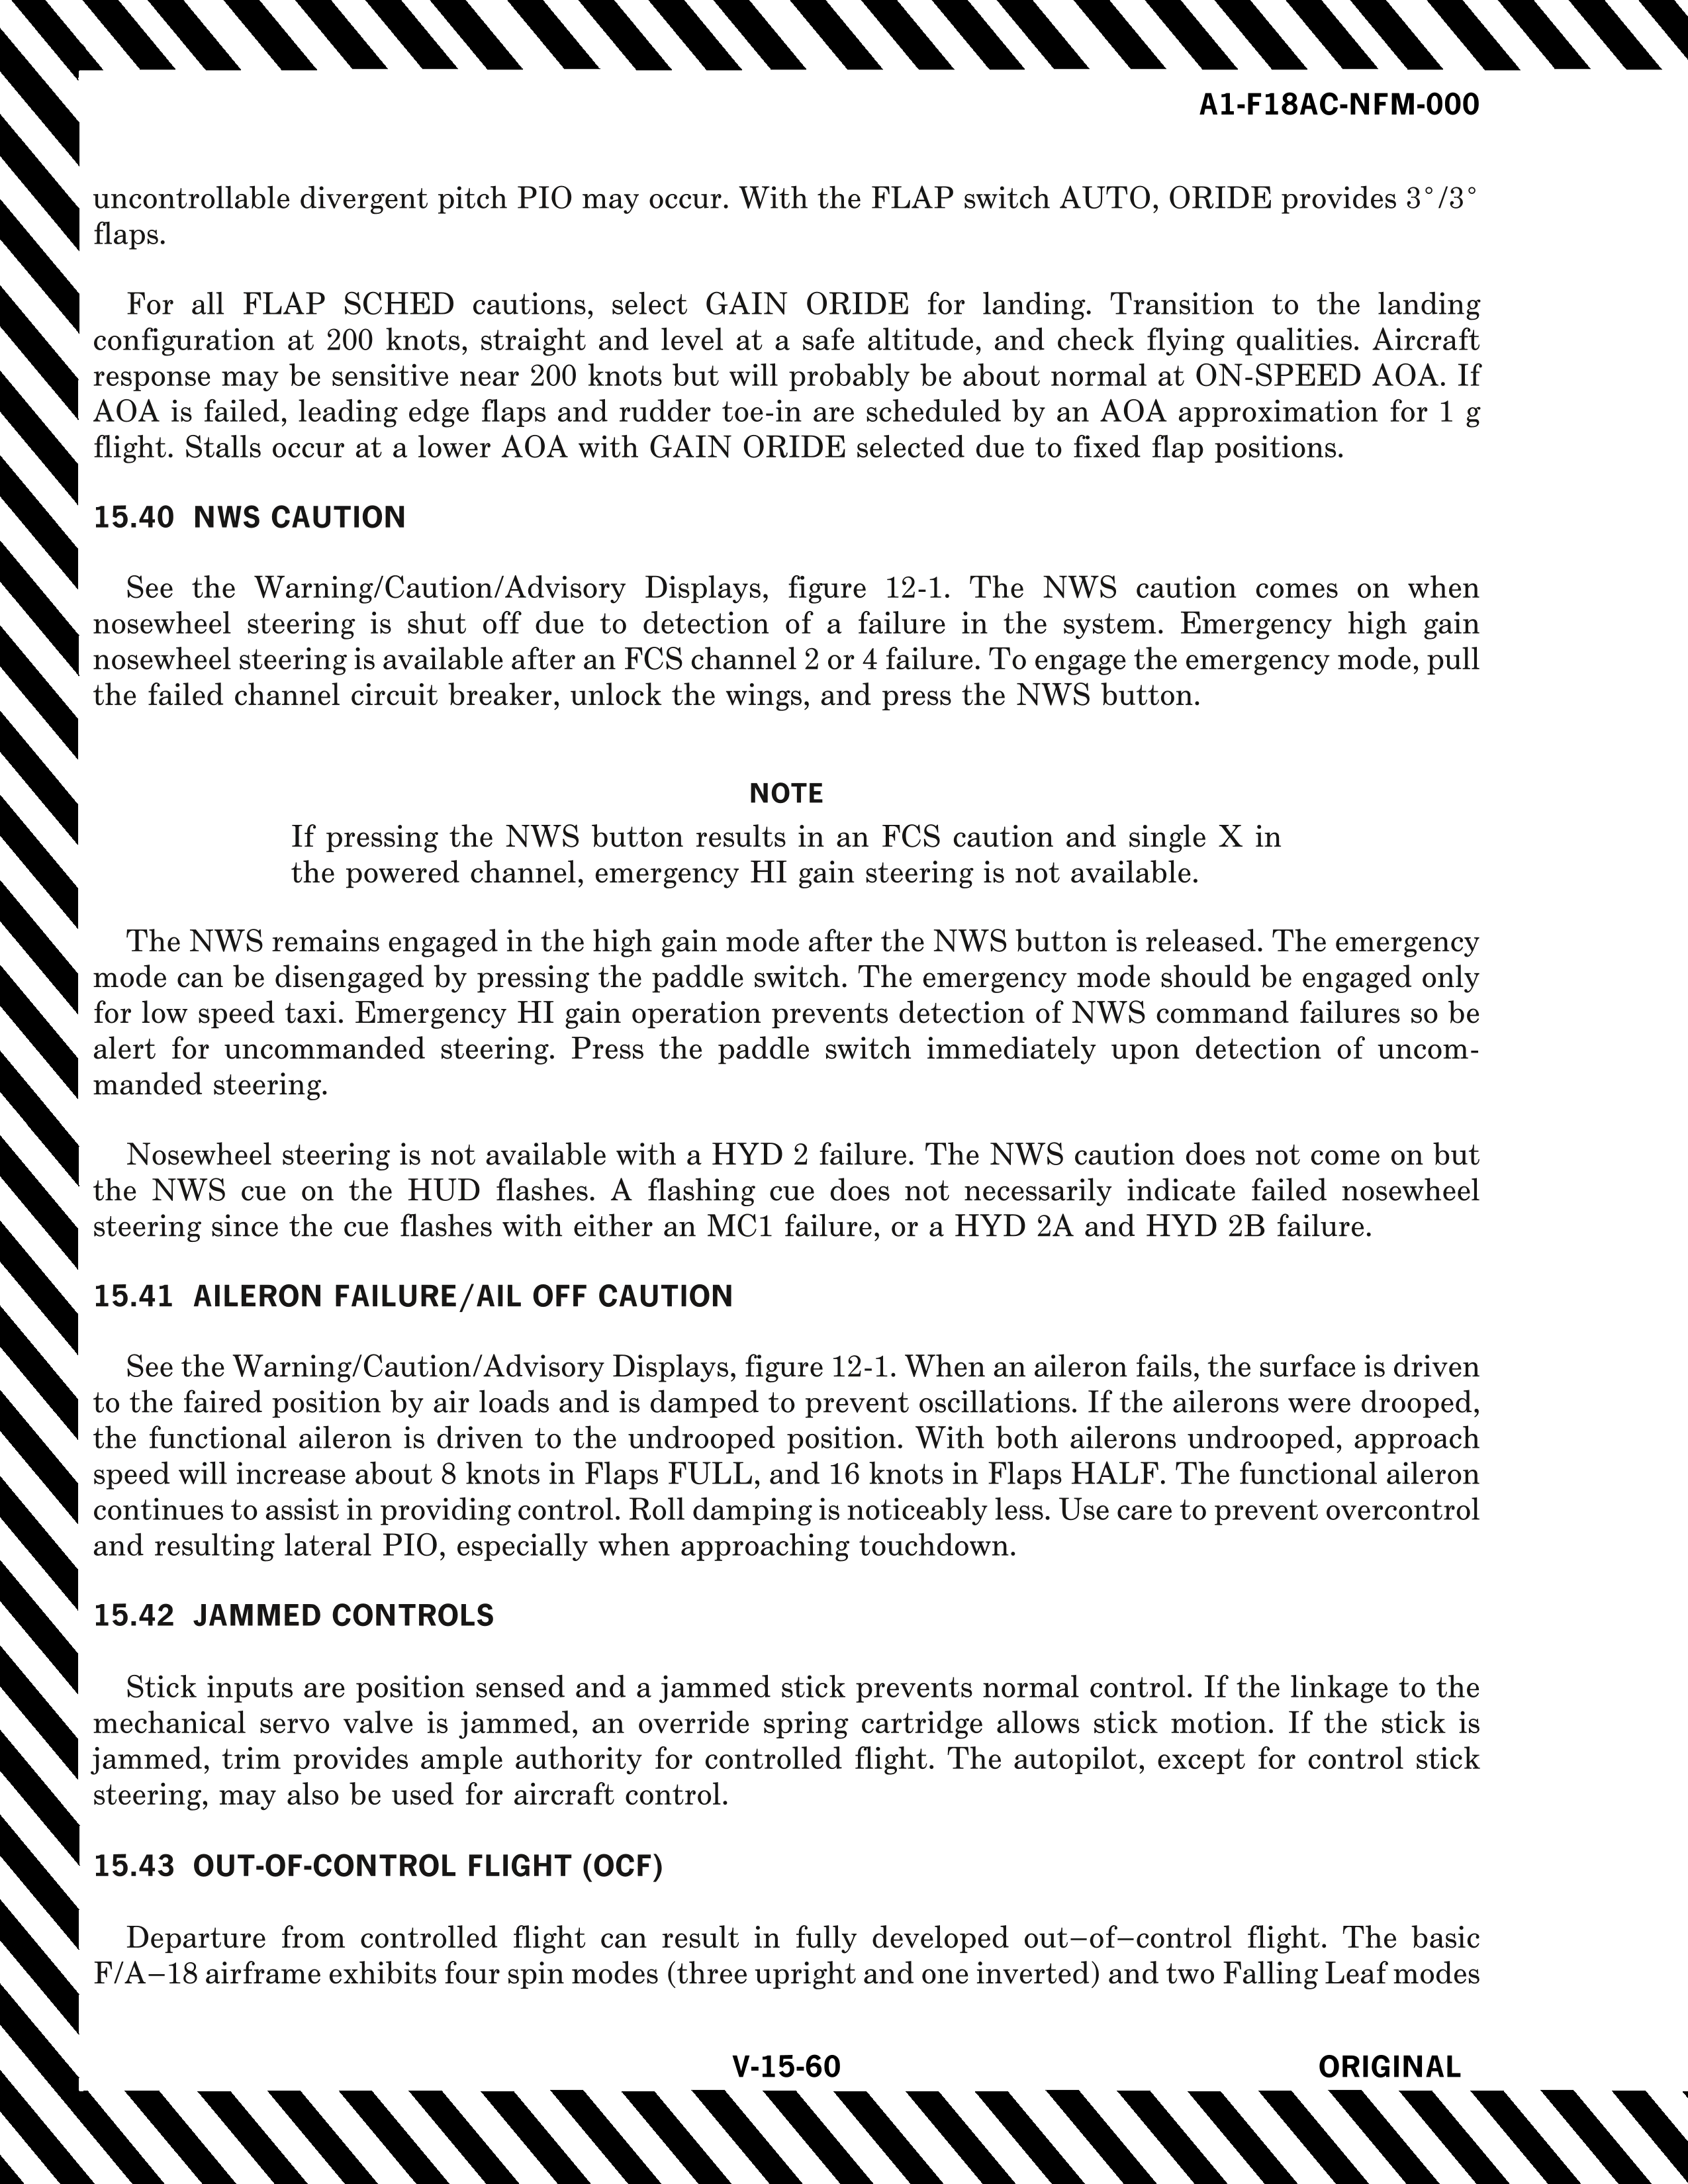 A1-F18AC-NFM-000
uncontrollable divergent pitch PIO may occur. With the FLAP switch AUTO, ORIDE provides 3°/3°
flaps.
For all FLAP SCHED cautions, select GAIN ORIDE for landing. Transition to the landing
configuration at 200 knots, straight and level at a safe altitude, and check flying qualities. Aircraft
response may be sensitive near 200 knots but will probably be about normal at ON-SPEED AOA. If
AOA is failed, leading edge flaps and rudder toe-in are scheduled by an AOA approximation for 1 g
flight. Stalls occur at a lower AOA with GAIN ORIDE selected due to fixed flap positions.
15.40 NWS CAUTION
See the Warning/Caution/Advisory Displays, figure 12-1. The NWS caution comes on when
nosewheel steering is shut off due to detection of a failure in the system. Emergency high gain
nosewheel steering is available after an FCS channel 2 or 4 failure. To engage the emergency mode, pull
the failed channel circuit breaker, unlock the wings, and press the NWS button.
NOTE
If pressing the NWS button results in an FCS caution and single X in
the powered channel, emergency HI gain steering is not available.
The NWS remains engaged in the high gain mode after the NWS button is released. The emergency
mode can be disengaged by pressing the paddle switch. The emergency mode should be engaged only
for low speed taxi. Emergency HI gain operation prevents detection of NWS command failures so be
alert for uncommanded steering. Press the paddle switch immediately upon detection of uncom-
manded steering.
Nosewheel steering is not available with a HYD 2 failure. The NWS caution does not come on but
the NWS cue on the HUD flashes. A flashing cue does not necessarily indicate failed nosewheel
steering since the cue flashes with either an MC1 failure, or a HYD 2A and HYD 2B failure.
15.41 AILERON FAILURE/AIL OFF CAUTION
See the Warning/Caution/Advisory Displays, figure 12-1. When an aileron fails, the surface is driven
to the faired position by air loads and is damped to prevent oscillations. If the ailerons were drooped,
the functional aileron is driven to the undrooped position. With both ailerons undrooped, approach
speed will increase about 8 knots in Flaps FULL, and 16 knots in Flaps HALF. The functional aileron
continues to assist in providing control. Roll damping is noticeably less. Use care to prevent overcontrol
and resulting lateral PIO, especially when approaching touchdown.
15.42 JAMMED CONTROLS
Stick inputs are position sensed and a jammed stick prevents normal control. If the linkage to the
mechanical servo valve is jammed, an override spring cartridge allows stick motion. If the stick is
jammed, trim provides ample authority for controlled flight. The autopilot, except for control stick
steering, may also be used for aircraft control.
15.43 OUT-OF-CONTROL FLIGHT (OCF)
Departure from controlled flight can result in fully developed out−of−control flight. The basic
F/A−18 airframe exhibits four spin modes (three upright and one inverted) and two Falling Leaf modes
V-15-60
ORIGINAL